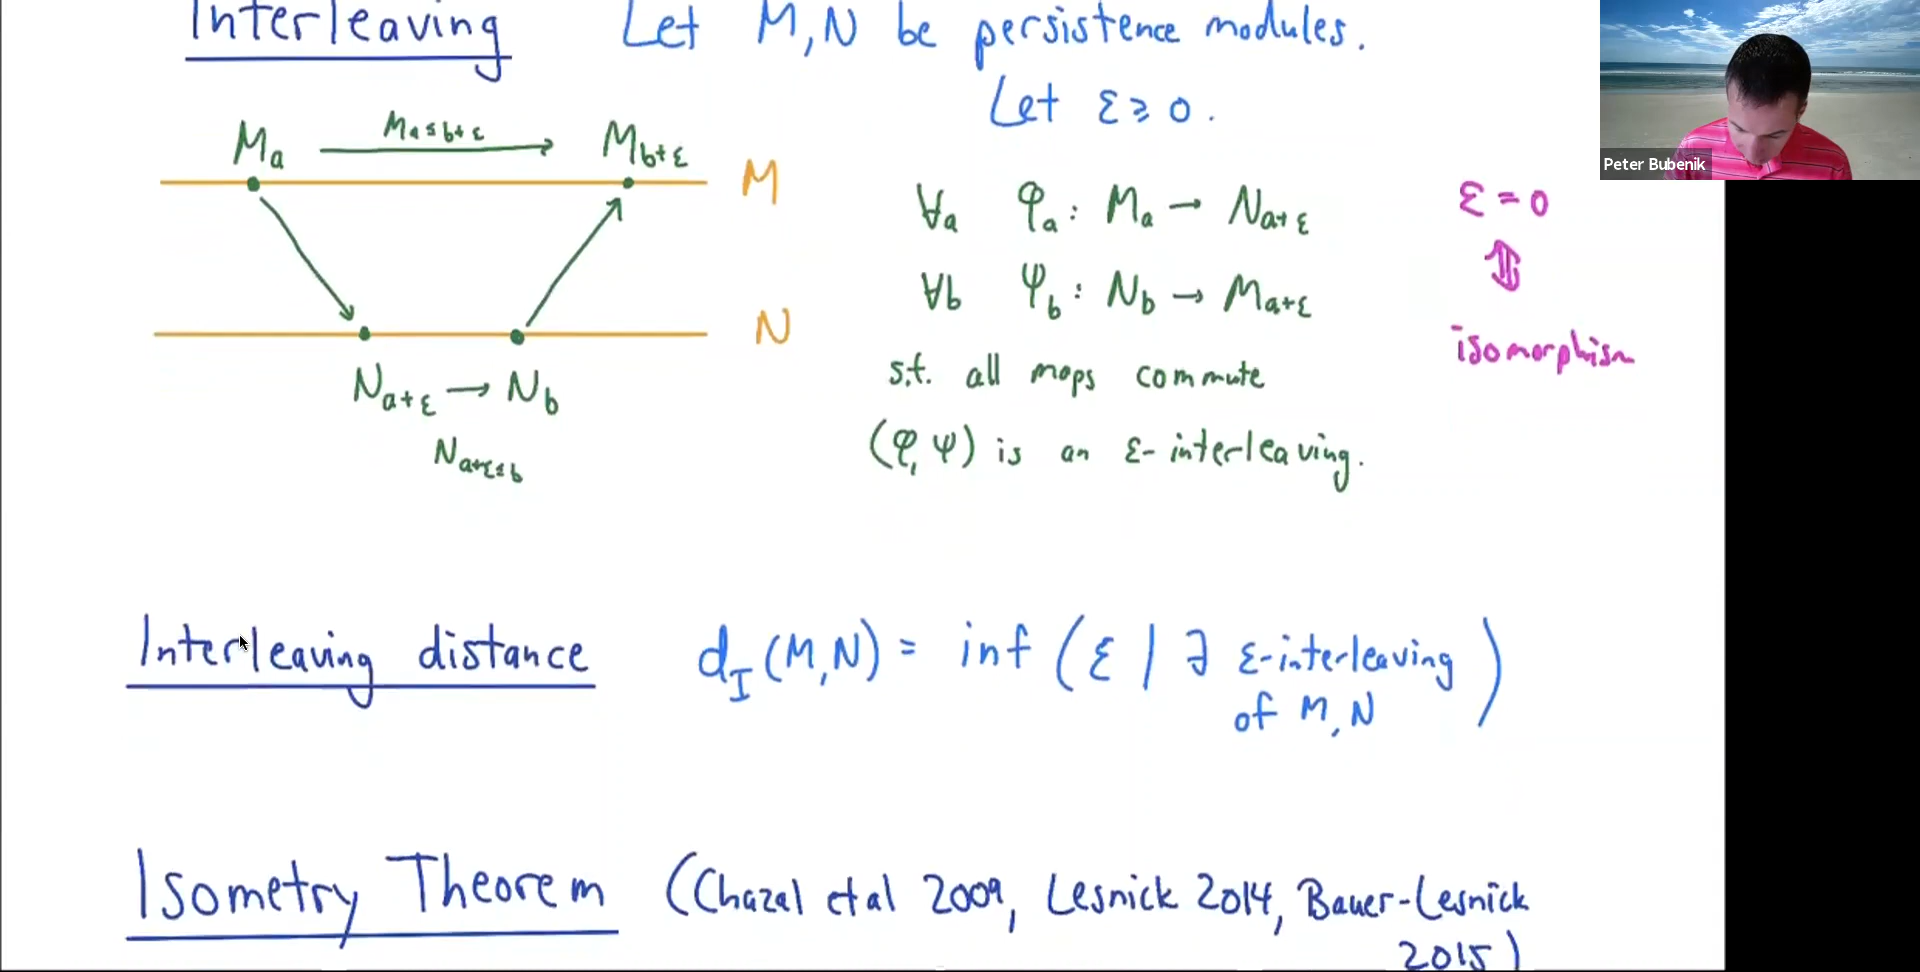 Interleaving Let M, N be persistence modules.
Let ε ≥ 0.
M_a M_{a≤b+ε} M_{b+ε}
M
∀a φ_a : M_a → N_{a+ε}
ε = 0
⇕
∀b ψ_b : N_b → M_{a+ε}
N
isomorphism
N_{a+ε} → N_b
s.t. all maps commute
N_{a+ε≤b}
(φ, ψ) is an ε-interleaving.
Interleaving distance d_I (M, N) = inf ( ε | ∃ ε-interleaving
of M, N )
Isometry Theorem (Chazal et al 2009, Lesnick 2014, Bauer-Lesnick
2015)
Peter Bubenik